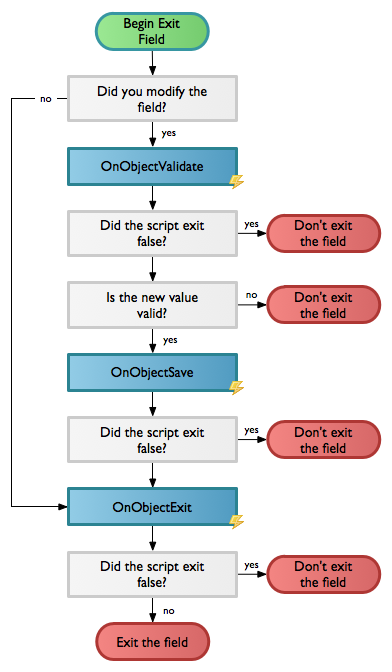 Begin Exit
Field
Did you modify the
field?
no
yes
OnObjectValidate
Did the script exit
false?
yes
Don't exit
the field
Is the new value
valid?
no
Don't exit
the field
yes
OnObjectSave
Did the script exit
false?
yes
Don't exit
the field
OnObjectExit
Did the script exit
false?
yes
Don't exit
the field
no
Exit the field